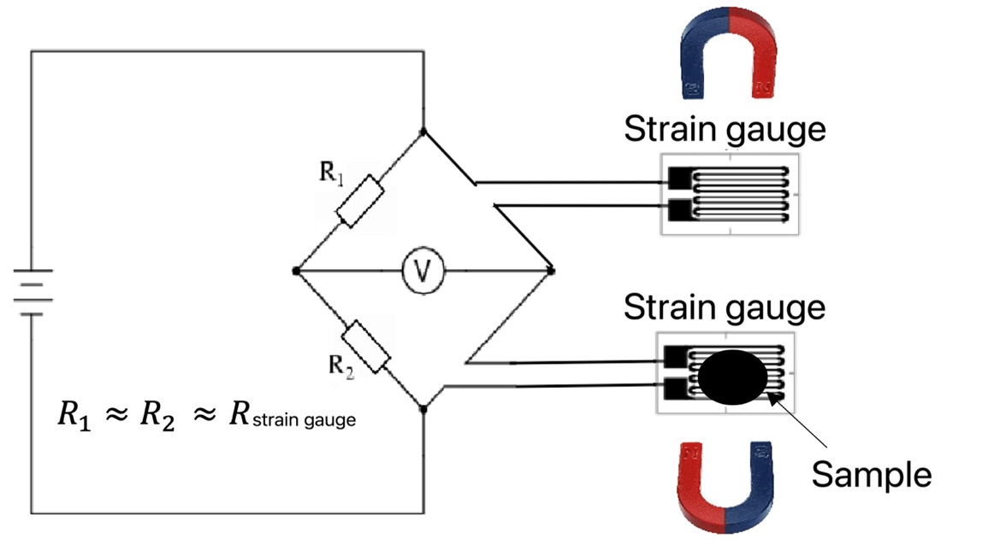 Strain gauge
R1
V
Strain gauge
R2
R1 ≈ R2 ≈ Rstrain gauge
Sample